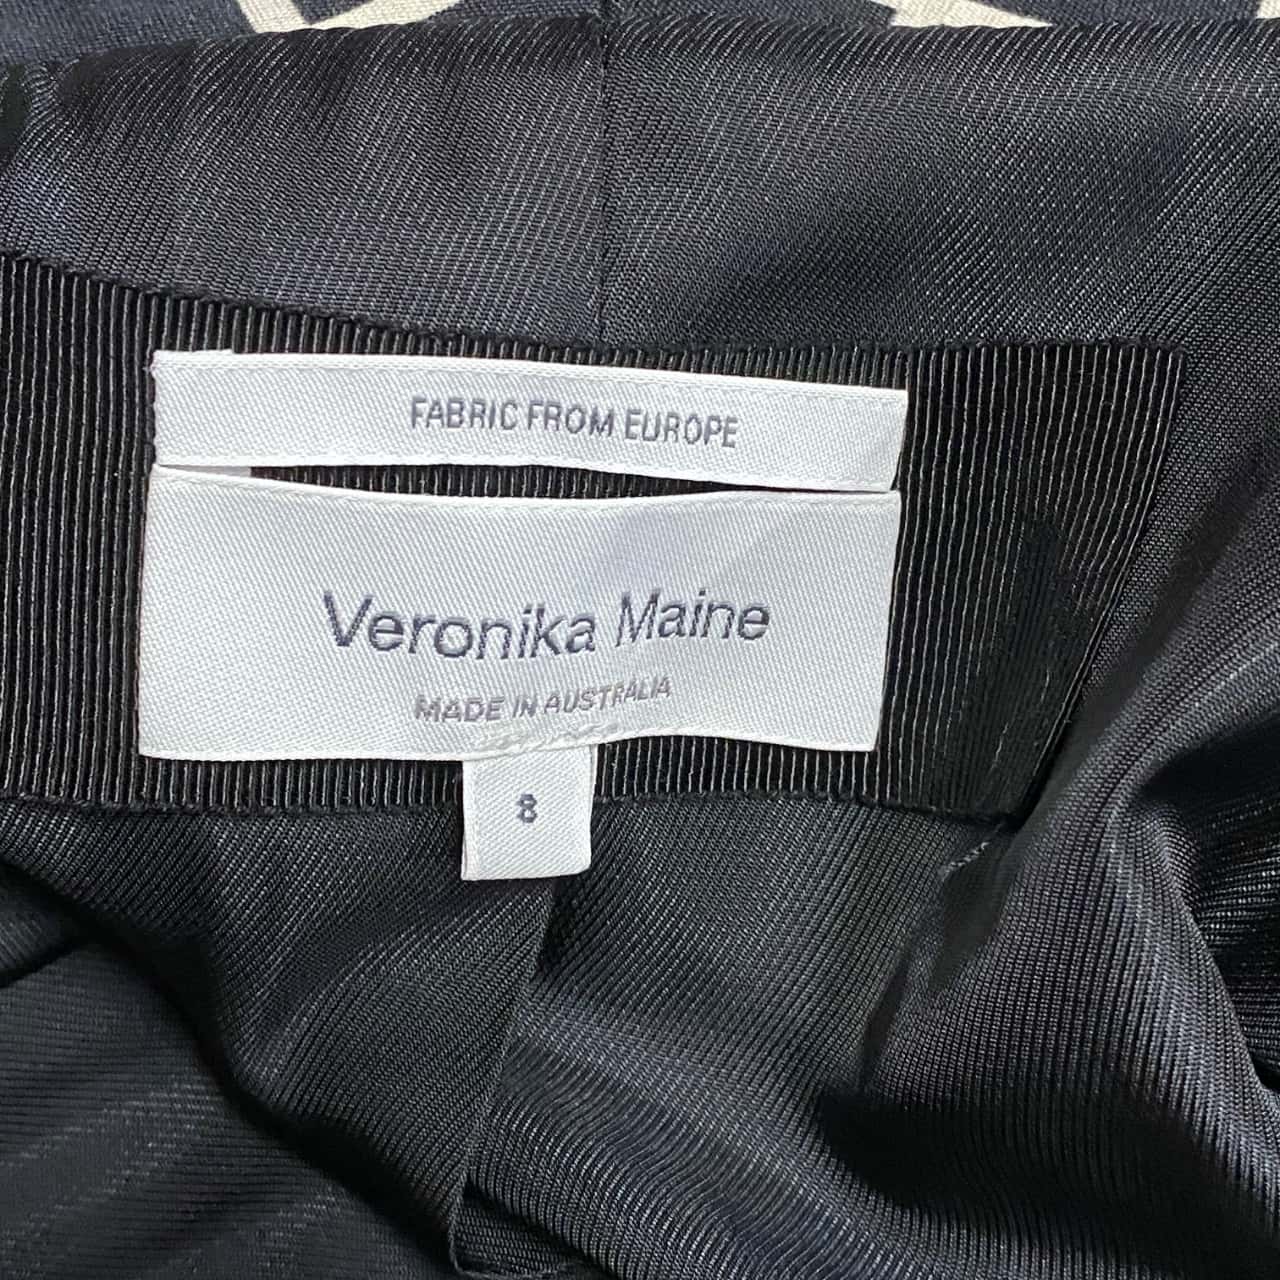 FABRIC FROM EUROPE
Veronika Maine
MADE IN AUSTRALIA
8